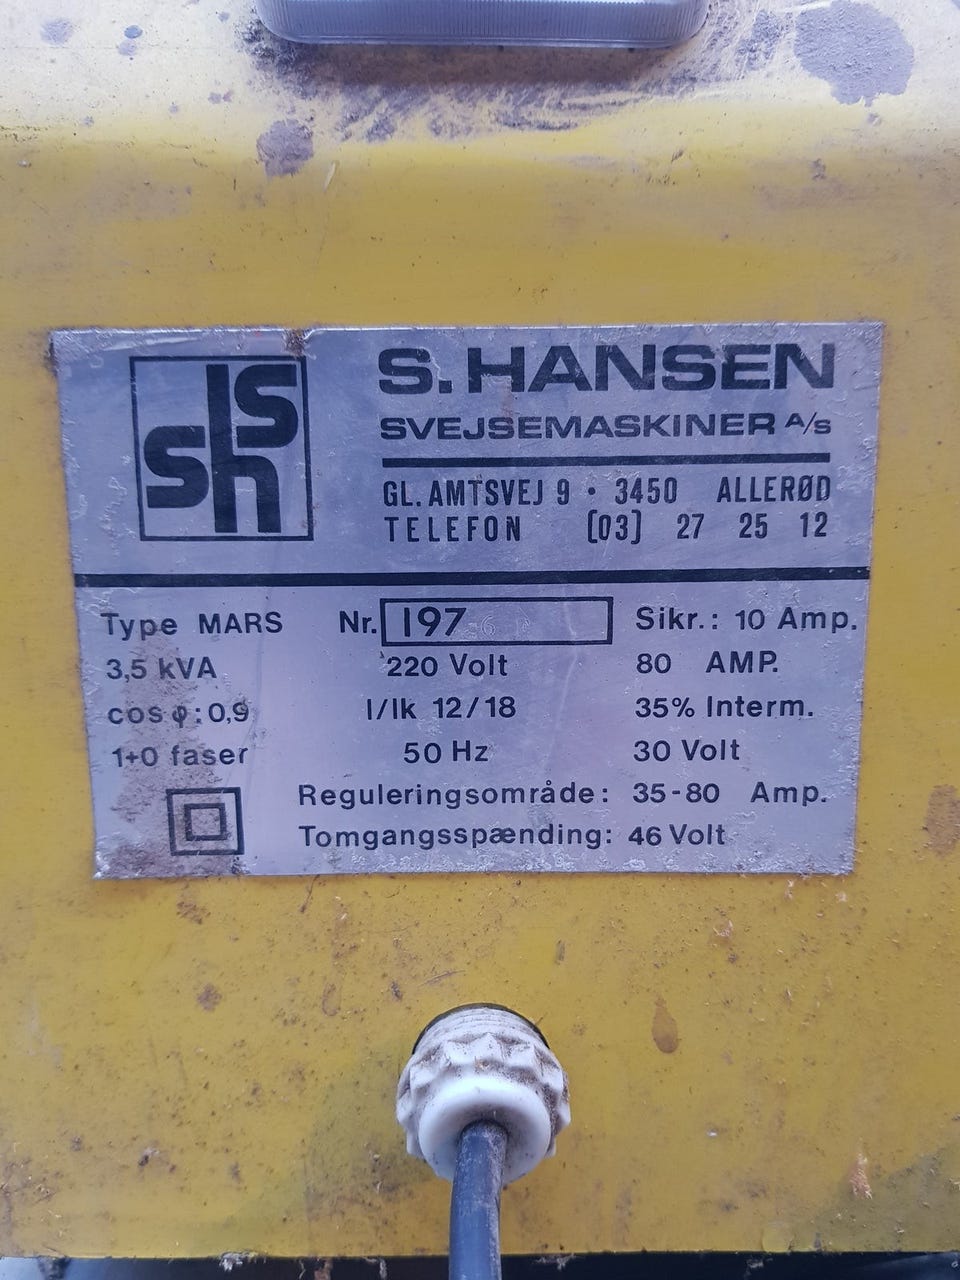 SSh
S. HANSEN
SVEJSEMASKINER A/S
GL. AMTSVEJ 9 · 3450 ALLERØD
TELEFON (03) 27 25 12
Type MARS Nr. 197 Sikr.: 10 Amp.
3,5 kVA 220 Volt 80 AMP.
cos φ: 0,9 I/Ik 12/18 35% Interm.
1+0 faser 50 Hz 30 Volt
Reguleringsområde: 35-80 Amp.
Tomgangsspænding: 46 Volt